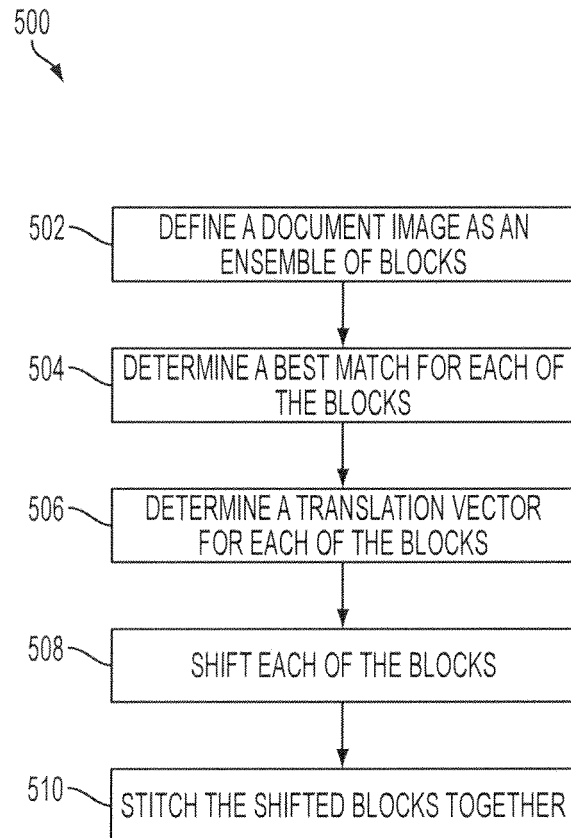 500
502
DEFINE A DOCUMENT IMAGE AS AN
ENSEMBLE OF BLOCKS
504
DETERMINE A BEST MATCH FOR EACH OF
THE BLOCKS
506
DETERMINE A TRANSLATION VECTOR
FOR EACH OF THE BLOCKS
508
SHIFT EACH OF THE BLOCKS
510
STITCH THE SHIFTED BLOCKS TOGETHER